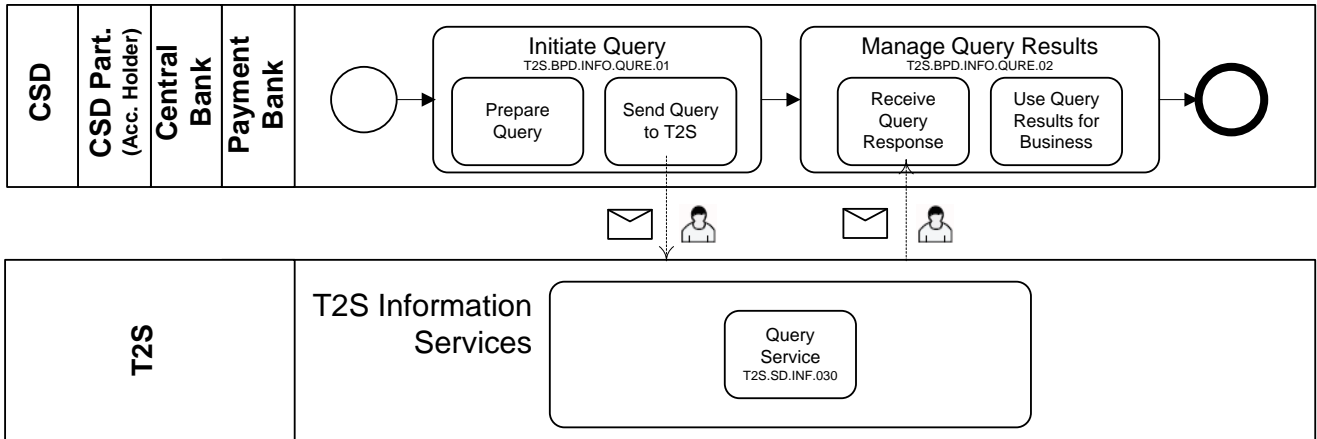 CSD
CSD Part.
(Acc. Holder)
Central
Bank
Payment
Bank
Initiate Query
T2S.BPD.INFO.QURE.01
Prepare
Query
Send Query
to T2S
Manage Query Results
T2S.BPD.INFO.QURE.02
Receive
Query
Response
Use Query
Results for
Business
T2S
T2S Information
Services
Query
Service
T2S.SD.INF.030